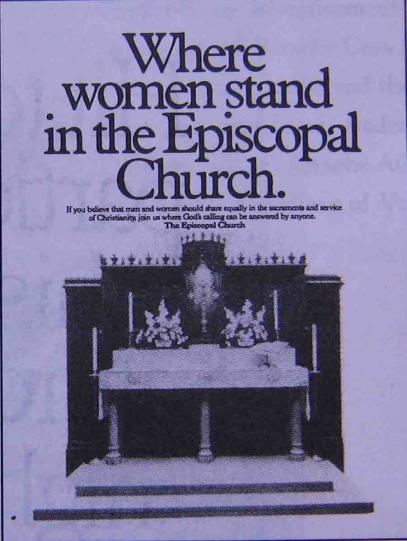 Where
women stand
in the Episcopal
Church.
If you believe that men and women should share equally in the sacraments and service
of Christianity, join us where God's calling can be answered by anyone.
The Episcopal Church